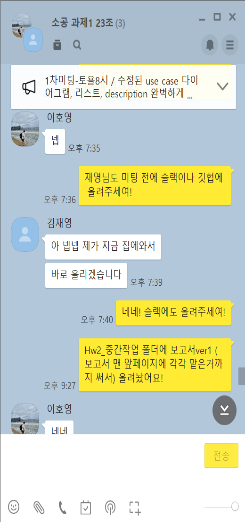 소공 과제1 23조 (3)
1차미팅-토욜8시 / 수정된 use case 다이
어그램, 리스트, description 완벽하게 ...
이호영
넵
오후 7:35
재영님도 미팅 전에 슬랙이나 깃헙에
올려주세여!
오후 7:36
김재영
아 넵넵 제가 지금 집에와서
바로 올리겠습니다
오후 7:39
네네! 슬랙에도 올려주세여!
오후 7:40
Hw2_중간작업 폴더에 보고서ver1 (
보고서 맨 앞페이지에 각각 맡은거까
지 써서) 올려놨어요!
오후 9:27
이호영
네네
전송